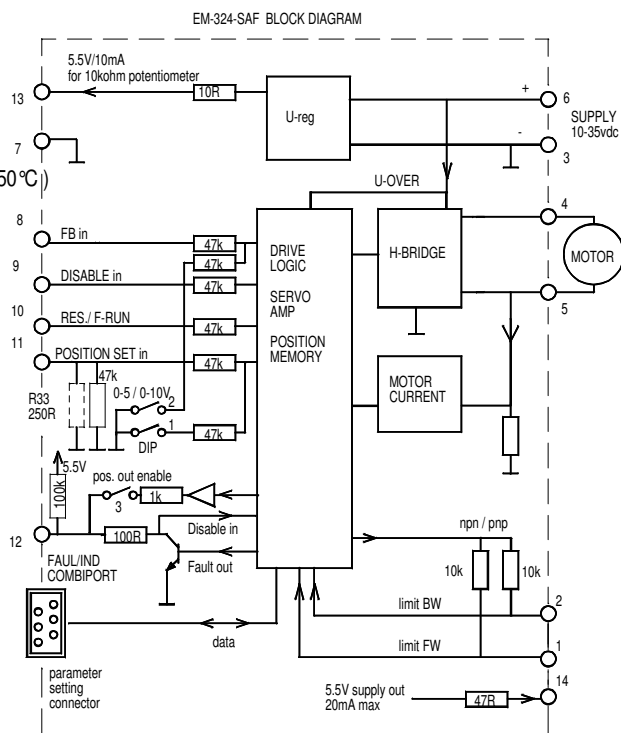 EM-324-SAF BLOCK DIAGRAM
5.5V/10mA
for 10kohm potentiometer
13
10R
U-reg
+
6
SUPPLY
10-35vdc
-
3
7
50°C )
U-OVER
4
8
FB in
47k
47k
DRIVE
LOGIC
SERVO
AMP
POSITION
MEMORY
H-BRIDGE
MOTOR
9
DISABLE in
47k
5
10
RES./ F-RUN
47k
11
POSITION SET in
47k
47k
R33
250R
0-5 / 0-10V
2
1
DIP
47k
MOTOR
CURRENT
5.5V
100k
pos. out enable
3
1k
12
100R
Disable in
npn / pnp
FAUL/IND
COMBIPORT
Fault out
10k
10k
limit BW
2
data
limit FW
1
parameter
setting
connector
5.5V supply out
20mA max
47R
14